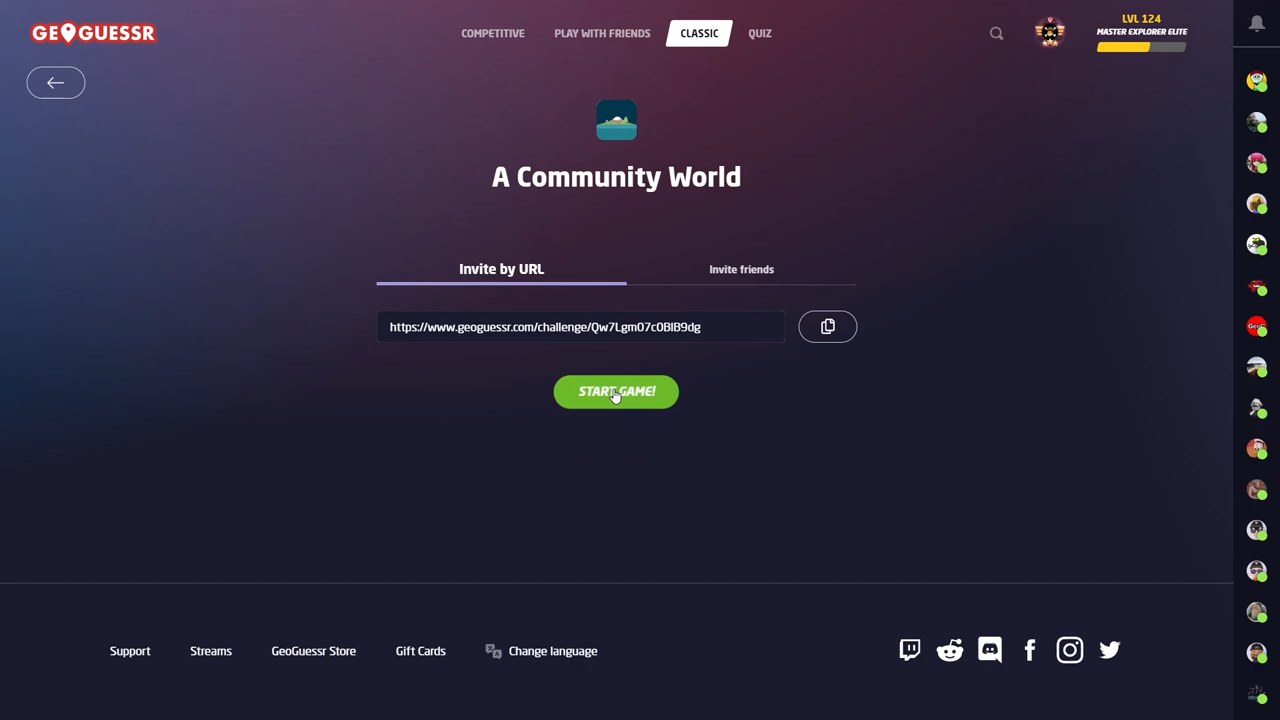 GEOGUESSR
COMPETITIVE
PLAY WITH FRIENDS
CLASSIC
QUIZ
LVL 124
MASTER EXPLORER ELITE
A Community World
Invite by URL
Invite friends
https://www.geoguessr.com/challenge/Qw7Lgm07c0BlB9dg
START GAME!
Support
Streams
GeoGuessr Store
Gift Cards
Change language